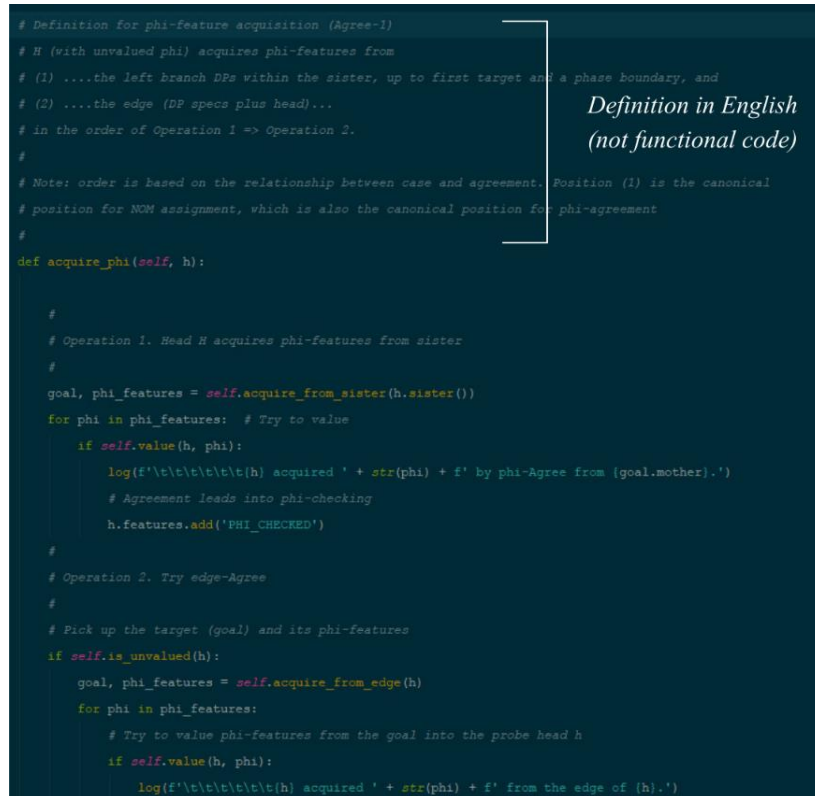 # Definition for phi-feature acquisition (Agree-1)
# H (with unvalued phi) acquires phi-features from
# (1) ....the left branch DPs within the sister, up to first target and a phase boundary, and
# (2) ....the edge (DP specs plus head)...
# in the order of Operation 1 => Operation 2.
#
# Note: order is based on the relationship between case and agreement. Position (1) is the canonical
# position for NOM assignment, which is also the canonical position for phi-agreement
#
Definition in English
(not functional code)
def acquire_phi(self, h):
#
# Operation 1. Head H acquires phi-features from sister
#
goal, phi_features = self.acquire_from_sister(h.sister())
for phi in phi_features:  # Try to value
if self.value(h, phi):
log(f'\t\t\t\t\t\t{h} acquired ' + str(phi) + f' by phi-Agree from {goal.mother}.')
# Agreement leads into phi-checking
h.features.add('PHI_CHECKED')
#
# Operation 2. Try edge-Agree
#
# Pick up the target (goal) and its phi-features
if self.is_unvalued(h):
goal, phi_features = self.acquire_from_edge(h)
for phi in phi_features:
# Try to value phi-features from the goal into the probe head h
if self.value(h, phi):
log(f'\t\t\t\t\t\t{h} acquired ' + str(phi) + f' from the edge of {h}.')